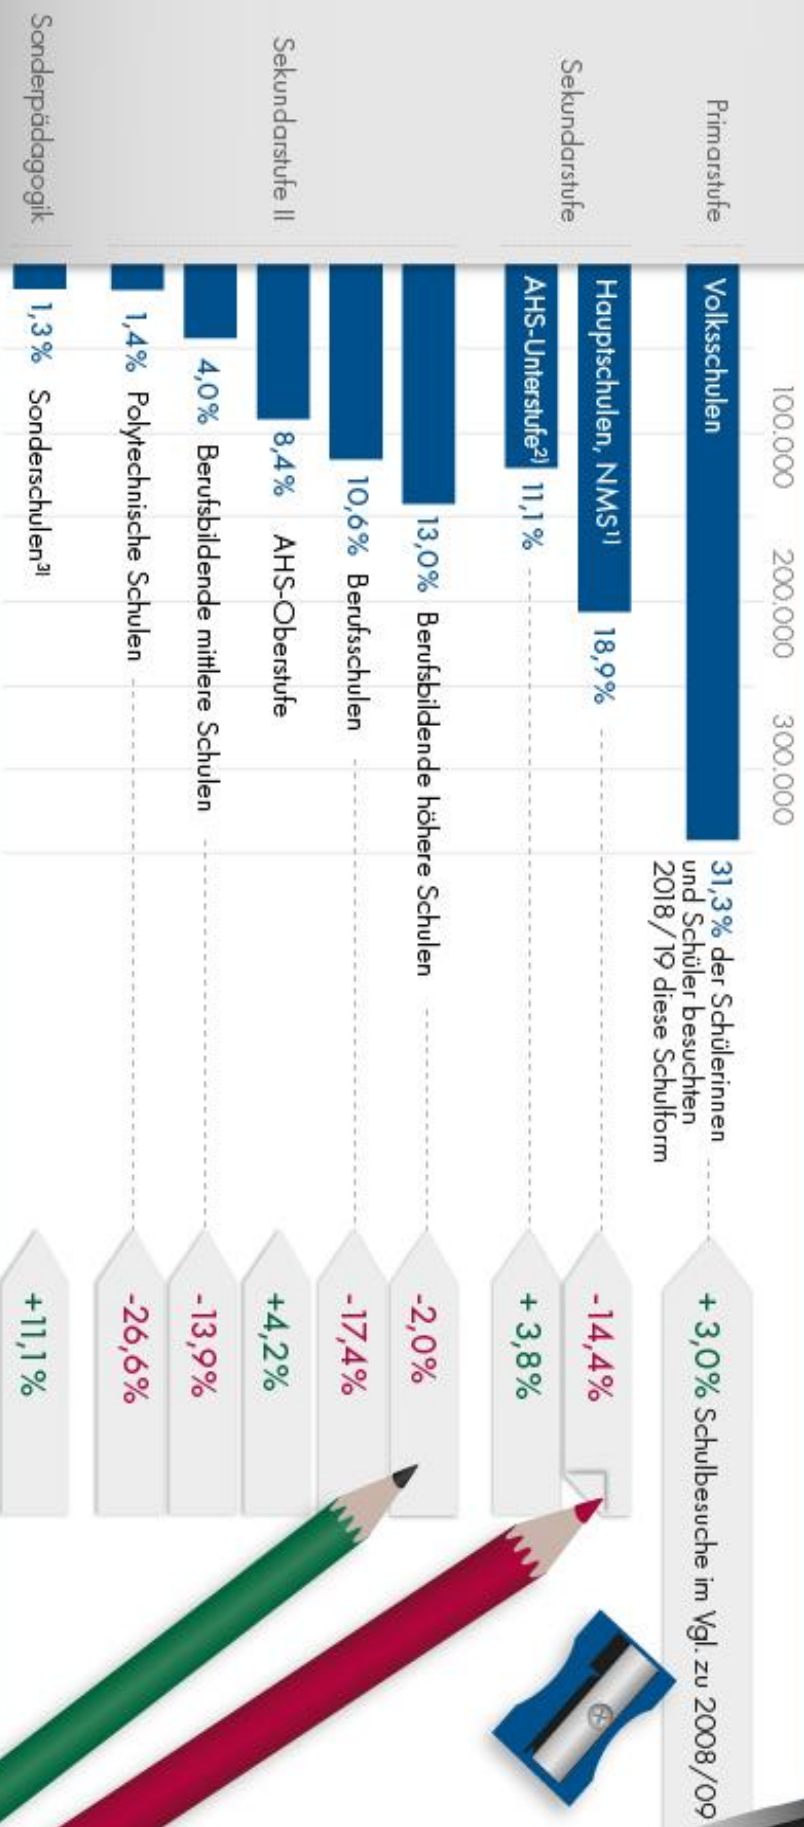 100.000 200.000 300.000
Primarstufe
Volksschulen
31,3% der Schülerinnen
und Schüler besuchten
2018/19 diese Schulform
+ 3,0% Schulbesuche im Vgl. zu 2008/09
Sekundarstufe
Hauptschulen, NMS1)
18,9%
-14,4%
AHS-Unterstufe2)
11,1%
+ 3,8%
Sekundarstufe II
13,0% Berufsbildende höhere Schulen
-2,0%
10,6% Berufsschulen
-17,4%
8,4% AHS-Oberstufe
+4,2%
4,0% Berufsbildende mittlere Schulen
-13,9%
1,4% Polytechnische Schulen
-26,6%
Sonderpädagogik
1,3% Sonderschulen3)
+11,1%